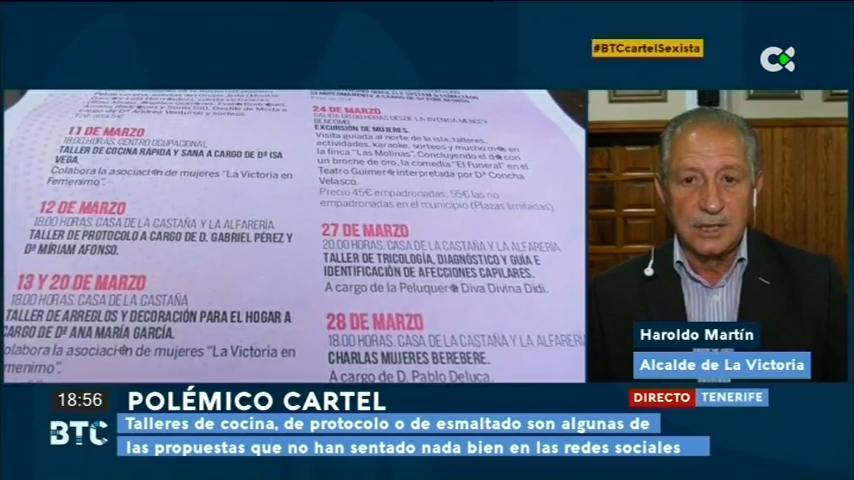 #BTCcartelSexista
11 DE MARZO
18.00 HORAS. CENTRO OCUPACIONAL
TALLER DE COCINA RÁPIDA Y SANA A CARGO DE Dª ISA
VEGA.
Colabora la asociación de mujeres "La Victoria en
Femenimo".
12 DE MARZO
18.00 HORAS. CASA DE LA CASTAÑA Y LA ALFARERÍA
TALLER DE PROTOCOLO A CARGO DE D. GABRIEL PÉREZ Y
Dª MÍRIAM AFONSO.
13 Y 20 DE MARZO
18.00 HORAS. CASA DE LA CASTAÑA
TALLER DE ARREGLOS Y DECORACIÓN PARA EL HOGAR A
CARGO DE Dª ANA MARÍA GARCÍA.
Colabora la asociación de mujeres "La Victoria en
24 DE MARZO
EXCURSIÓN DE MUJERES.
Visita guiada al norte de la isla, talleres,
actividades, karaoke, sorteos y mucho más en
la finca "Las Molinas". Concluyendo el día con
un broche de oro, la comedia "El Funeral" en el
Teatro Guimerá interpretada por Dª Concha
Velasco.
Precio 45€ empadronadas, 55€ las no
empadronadas en el municipio (Plazas limitadas)
27 DE MARZO
20.00 HORAS. CASA DE LA CASTAÑA Y LA ALFARERÍA
TALLER DE TRICOLOGÍA, DIAGNÓSTICO Y GUÍA E
IDENTIFICACIÓN DE AFECCIONES CAPILARES.
A cargo de la Peluquería Diva Divina Didi.
28 DE MARZO
18.00 HORAS. CASA DE LA CASTAÑA Y LA ALFARERÍA
CHARLAS MUJERES BEREBERE.
A cargo de D. Pablo Deluca.
Haroldo Martín
Alcalde de La Victoria
DIRECTO TENERIFE
18:56
BTC
POLÉMICO CARTEL
Talleres de cocina, de protocolo o de esmaltado son algunas de
las propuestas que no han sentado nada bien en las redes sociales